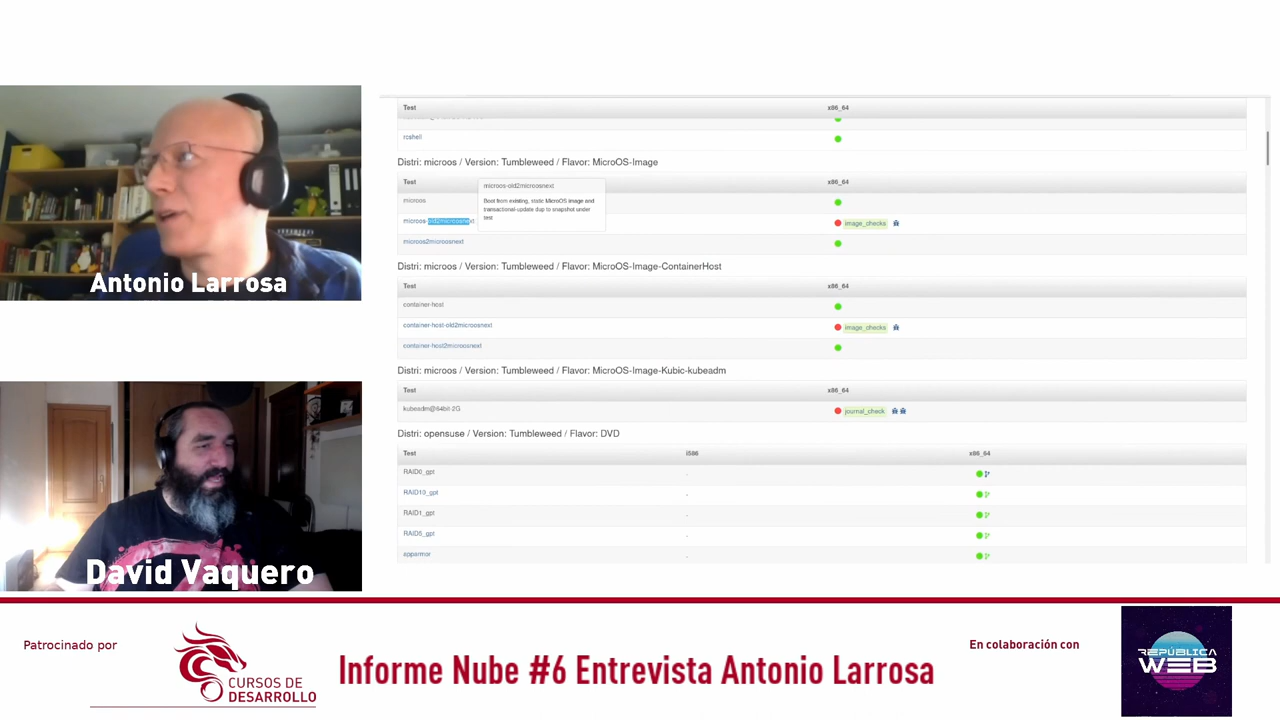 Test x86_64
rcshell
Distri: microos / Version: Tumbleweed / Flavor: MicroOS-Image
Test x86_64
microos
microos-old2microosnext
image_checks
microos-old2microosnext
Boot from existing, static MicroOS image and
transactional-update dup to snapshot under
test
microos2microosnext
Distri: microos / Version: Tumbleweed / Flavor: MicroOS-Image-ContainerHost
Test x86_64
container-host
container-host-old2microosnext image_checks
container-host2microosnext
Distri: microos / Version: Tumbleweed / Flavor: MicroOS-Image-Kubic-kubeadm
Test x86_64
kubeadm@64bit-2G journal_check
Distri: opensuse / Version: Tumbleweed / Flavor: DVD
Test i586 x86_64
RAID0_gpt -
RAID10_gpt -
RAID1_gpt -
RAID5_gpt -
apparmor -
Antonio Larrosa
David Vaquero
Patrocinado por
CURSOS DE
DESARROLLO
Informe Nube #6 Entrevista Antonio Larrosa
En colaboración con
REPÚBLICA
WEB